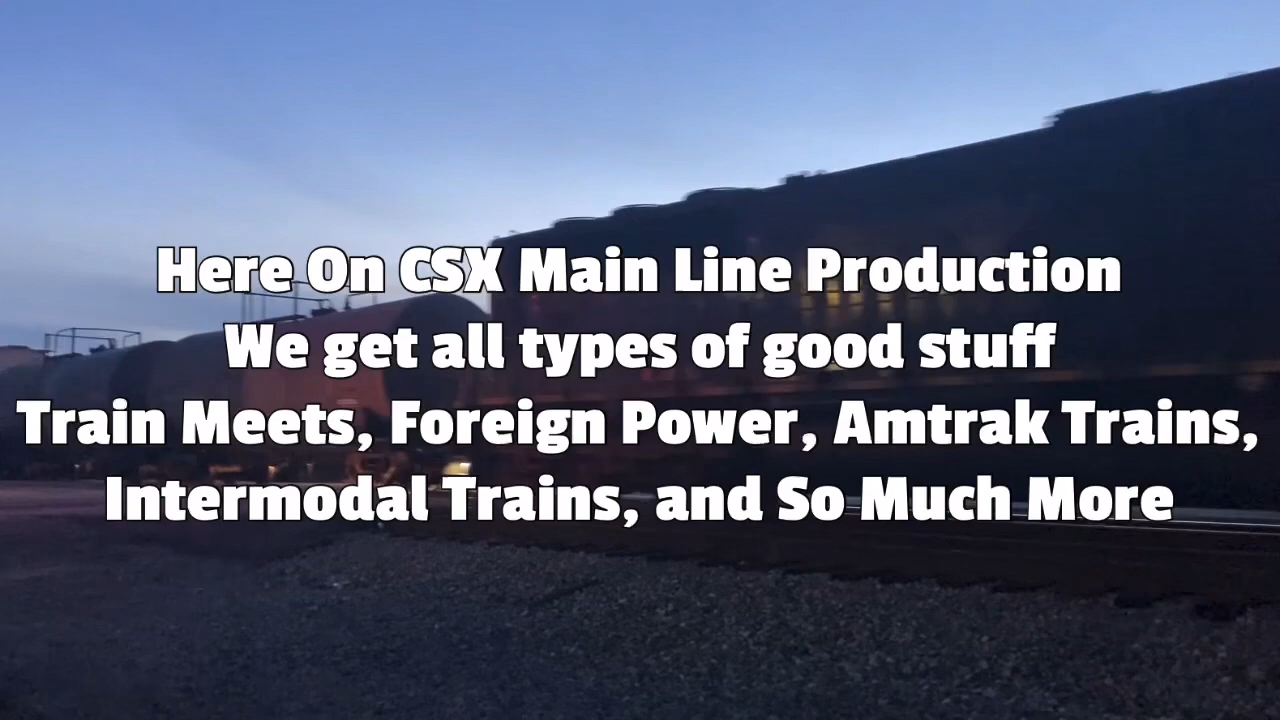 Here On CSX Main Line Production
We get all types of good stuff
Train Meets, Foreign Power, Amtrak Trains,
Intermodal Trains, and So Much More